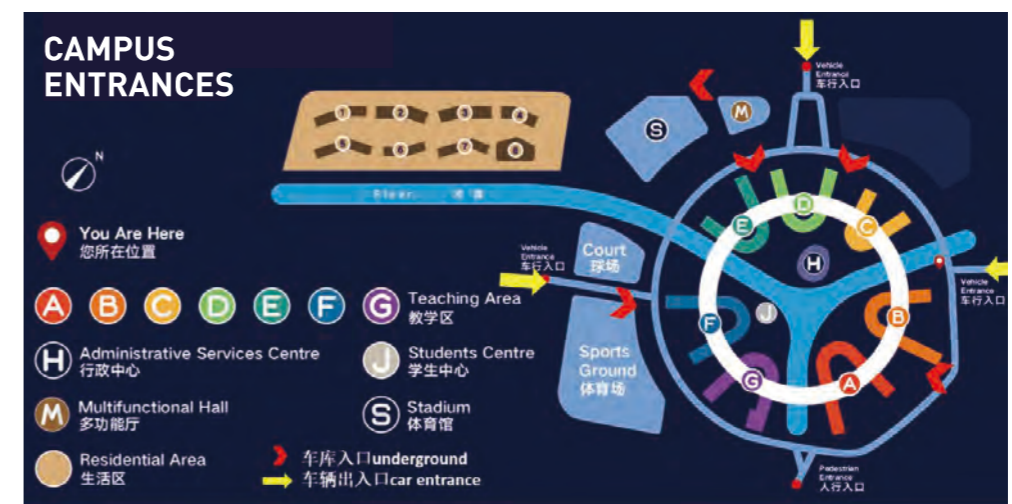 CAMPUS
ENTRANCES
N
You Are Here
您所在位置
A B C D E F G
Teaching Area
教学区
H
Administrative Services Centre
行政中心
J
Students Centre
学生中心
M
Multifunctional Hall
多功能厅
S
Stadium
体育馆
Residential Area
生活区
车库入口underground
车辆出入口car entrance
1 2 3 4
5 6 7 8
River
S
M
Vehicle
Entrance
车行入口
Vehicle
Entrance
车行入口
Court
球场
Sports
Ground
体育场
D
E
C
H
J
F
B
G
A
Vehicle
Entrance
车行入口
Pedestrian
Entrance
人行入口